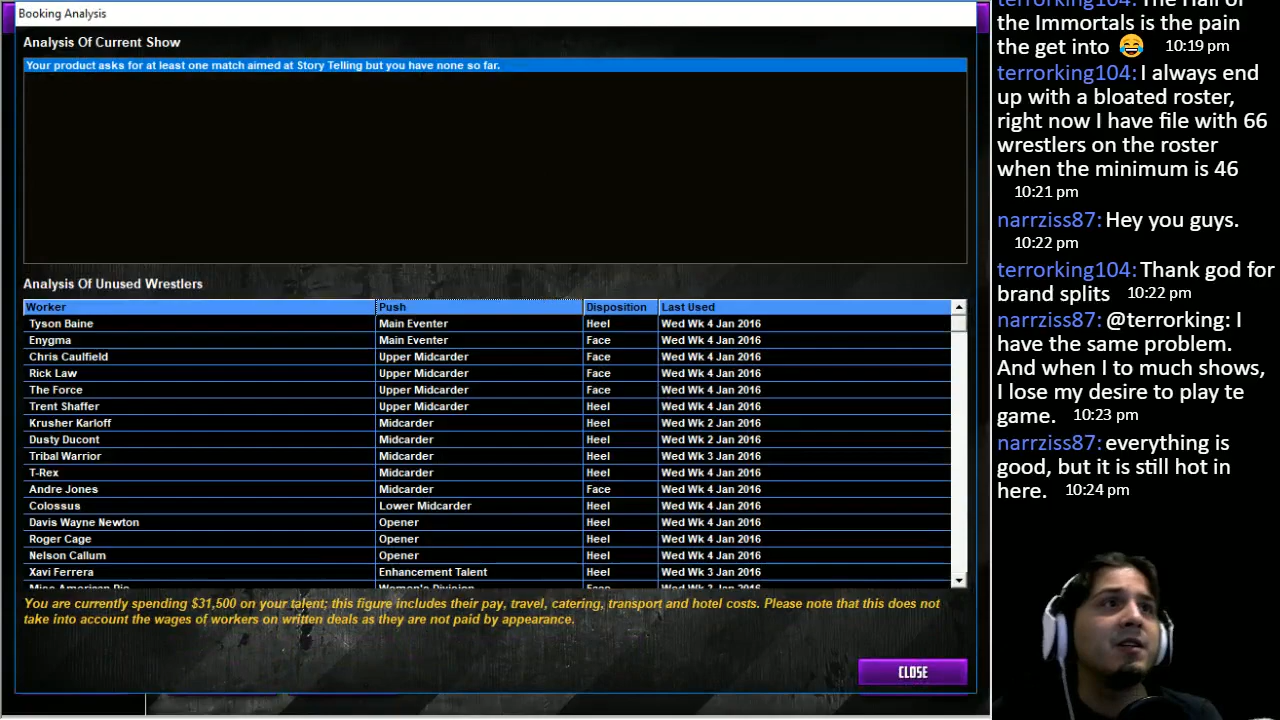 Booking Analysis
Analysis Of Current Show
Your product asks for at least one match aimed at Story Telling but you have none so far.
Analysis Of Unused Wrestlers
Worker Push Disposition Last Used
Tyson Baine Main Eventer Heel Wed Wk 4 Jan 2016
Enygma Main Eventer Face Wed Wk 4 Jan 2016
Chris Caulfield Upper Midcarder Face Wed Wk 4 Jan 2016
Rick Law Upper Midcarder Face Wed Wk 4 Jan 2016
The Force Upper Midcarder Face Wed Wk 4 Jan 2016
Trent Shaffer Upper Midcarder Heel Wed Wk 4 Jan 2016
Krusher Karloff Midcarder Heel Wed Wk 2 Jan 2016
Dusty Ducont Midcarder Heel Wed Wk 2 Jan 2016
Tribal Warrior Midcarder Heel Wed Wk 3 Jan 2016
T-Rex Midcarder Heel Wed Wk 4 Jan 2016
Andre Jones Midcarder Face Wed Wk 4 Jan 2016
Colossus Lower Midcarder Heel Wed Wk 4 Jan 2016
Davis Wayne Newton Opener Heel Wed Wk 4 Jan 2016
Roger Cage Opener Heel Wed Wk 4 Jan 2016
Nelson Callum Opener Heel Wed Wk 4 Jan 2016
Xavi Ferrera Enhancement Talent Heel Wed Wk 3 Jan 2016
You are currently spending $31,500 on your talent; this figure includes their pay, travel, catering, transport and hotel costs. Please note that this does not
take into account the wages of workers on written deals as they are not paid by appearance.
CLOSE
terrorking104: The Hall of
the Immortals is the pain
the get into 😂 10:19 pm
terrorking104: I always end
up with a bloated roster,
right now I have file with 66
wrestlers on the roster
when the minimum is 46
10:21 pm
narrziss87: Hey you guys.
10:22 pm
terrorking104: Thank god for
brand splits 10:22 pm
narrziss87: @terrorking: I
have the same problem.
And when I to much shows,
I lose my desire to play te
game. 10:23 pm
narrziss87: everything is
good, but it is still hot in
here. 10:24 pm